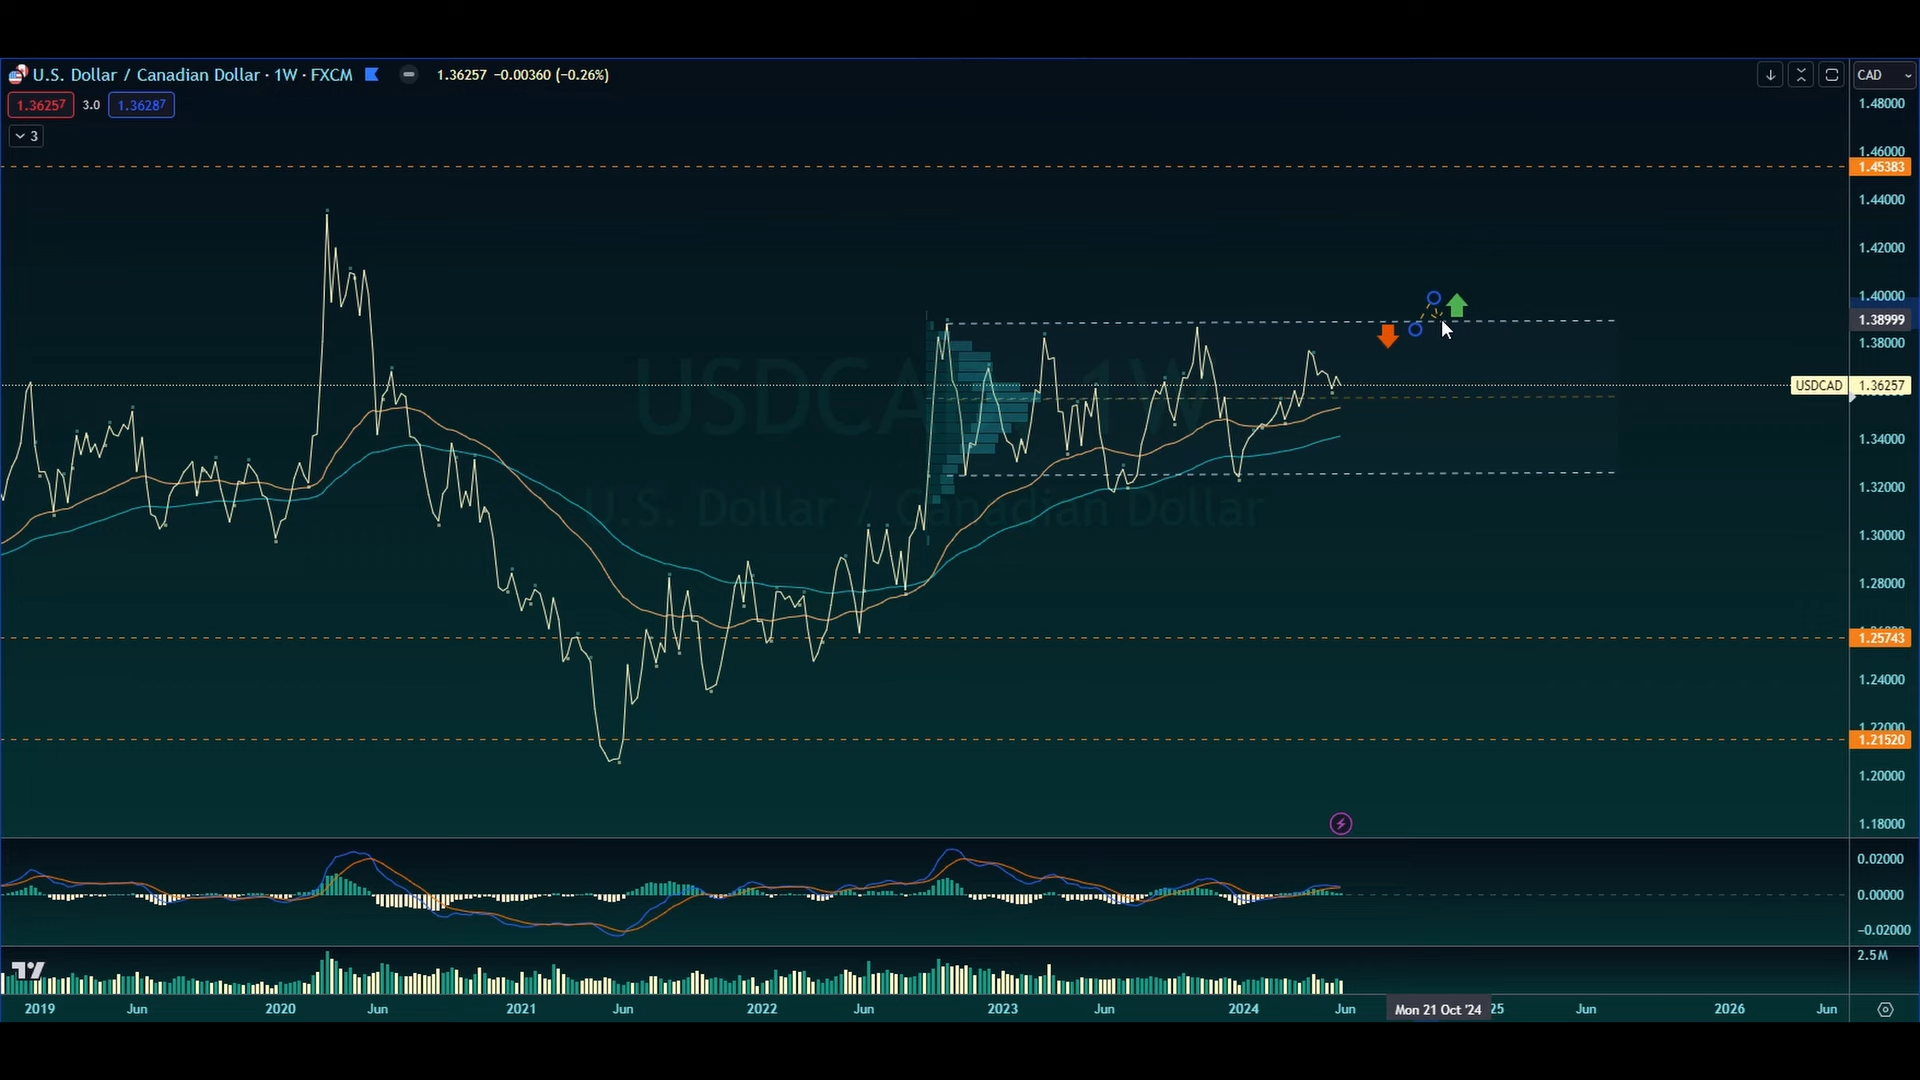 U.S. Dollar / Canadian Dollar · 1W · FXCM 1.36257 −0.00360 (−0.26%)
1.36257 3.0 1.36287
3
CAD
1.48000
1.46000
1.45383
1.44000
1.42000
1.40000
1.38999
1.38000
USDCAD 1.36257
1.34000
1.32000
1.30000
1.28000
1.25743
1.24000
1.22000
1.21520
1.20000
1.18000
USDCAD, 1W
U.S. Dollar / Canadian Dollar
0.02000
0.00000
−0.02000
2.5M
2019 Jun 2020 Jun 2021 Jun 2022 Jun 2023 Jun 2024 Jun Mon 21 Oct '24 25 Jun 2026 Jun